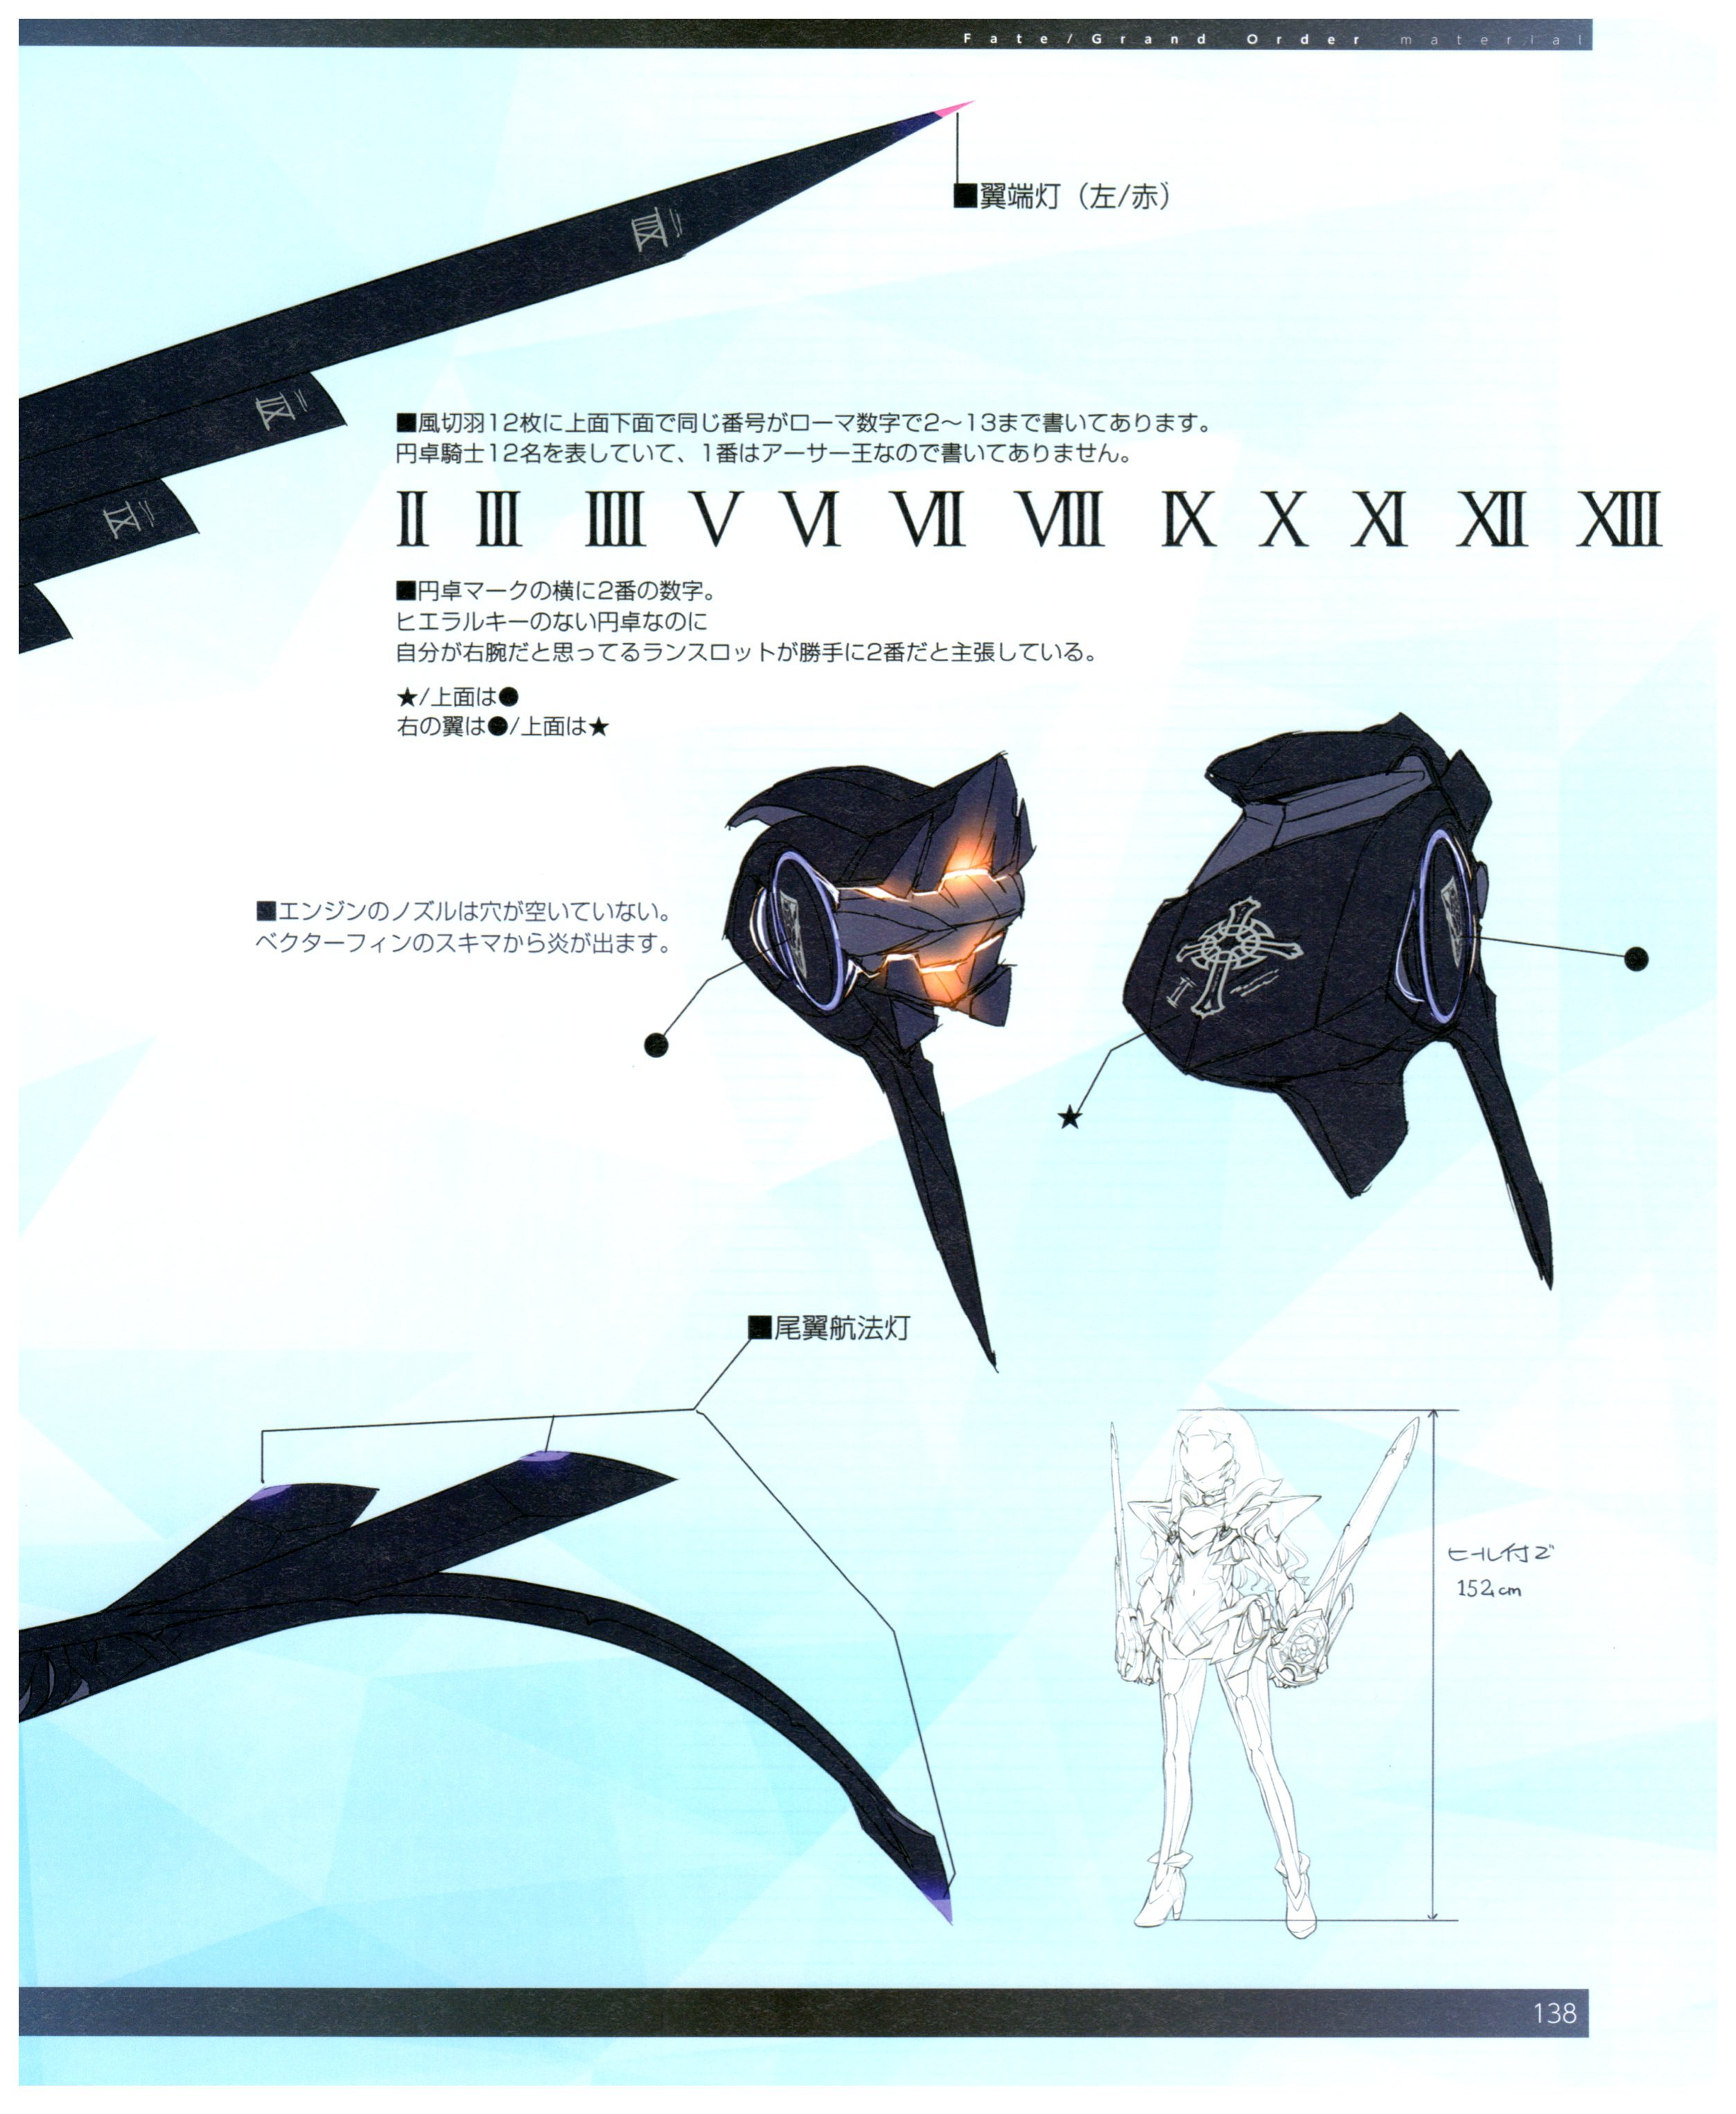 Fate/Grand Order material
■翼端灯（左/赤）
■風切羽12枚に上面下面で同じ番号がローマ数字で2～13まで書いてあります。
円卓騎士12名を表していて、1番はアーサー王なので書いてありません。
II III IIII V VI VII VIII IX X XI XII XIII
■円卓マークの横に2番の数字。
ヒエラルキーのない円卓なのに
自分が右腕だと思ってるランスロットが勝手に2番だと主張している。
★/上面は●
右の翼は●/上面は★
■エンジンのノズルは穴が空いていない。
ベクターフィンのスキマから炎が出ます。
II
■尾翼航法灯
ヒール付で
152cm
138